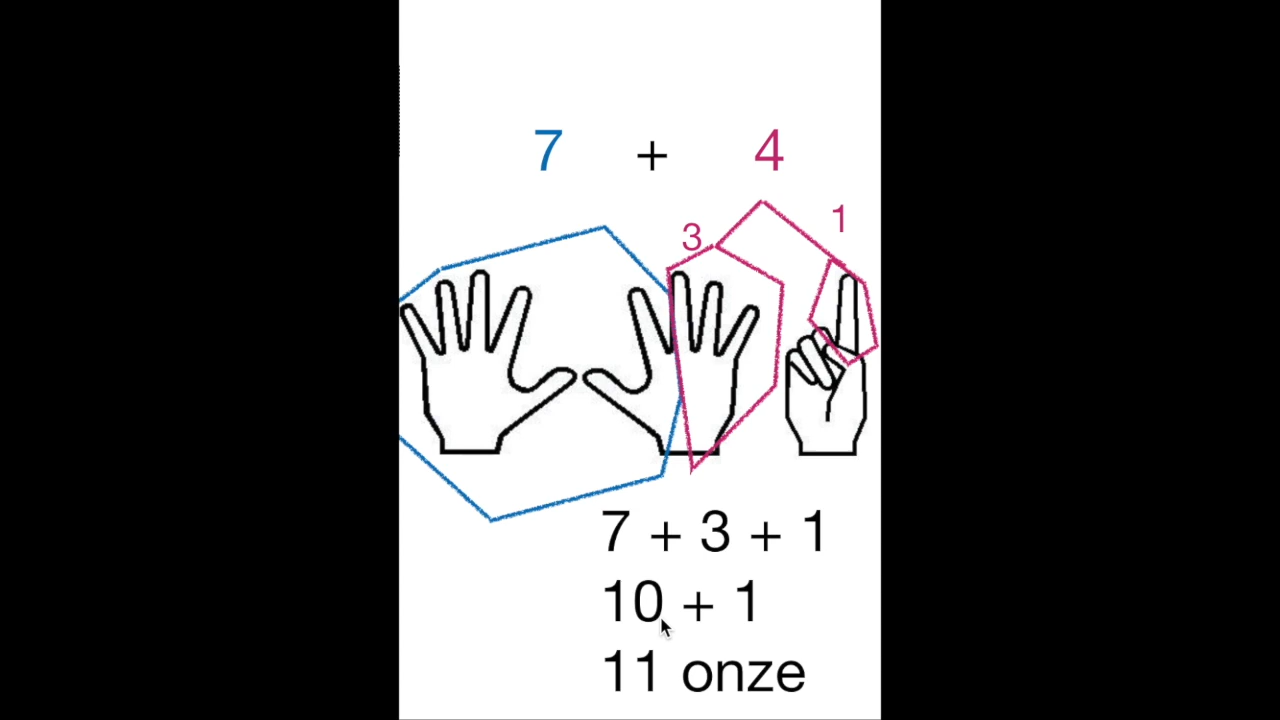 7 + 4
3 1
7 + 3 + 1
10 + 1
11 onze